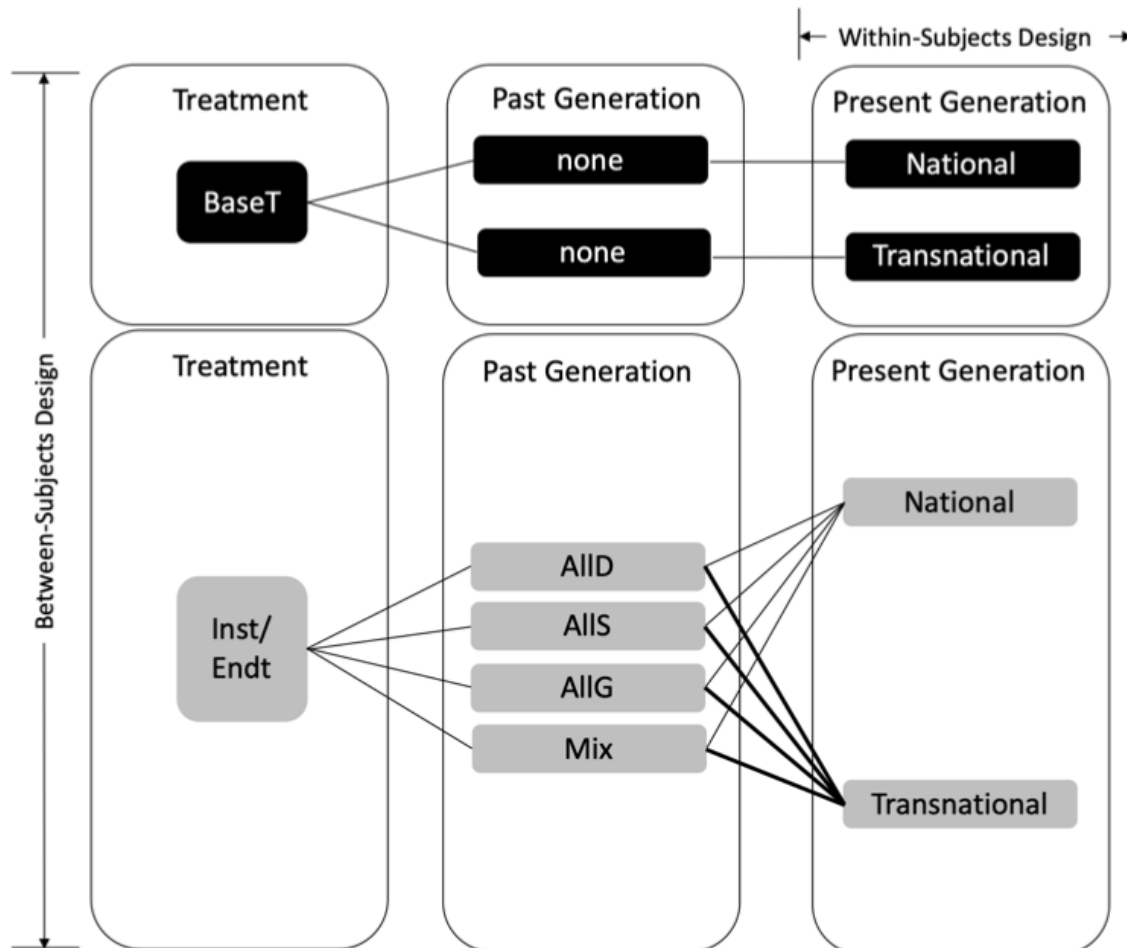 Within-Subjects Design
Between-Subjects Design
Treatment
BaseT
Past Generation
none
none
Present Generation
National
Transnational
Treatment
Inst/
Endt
Past Generation
AllD
AllS
AllG
Mix
Present Generation
National
Transnational